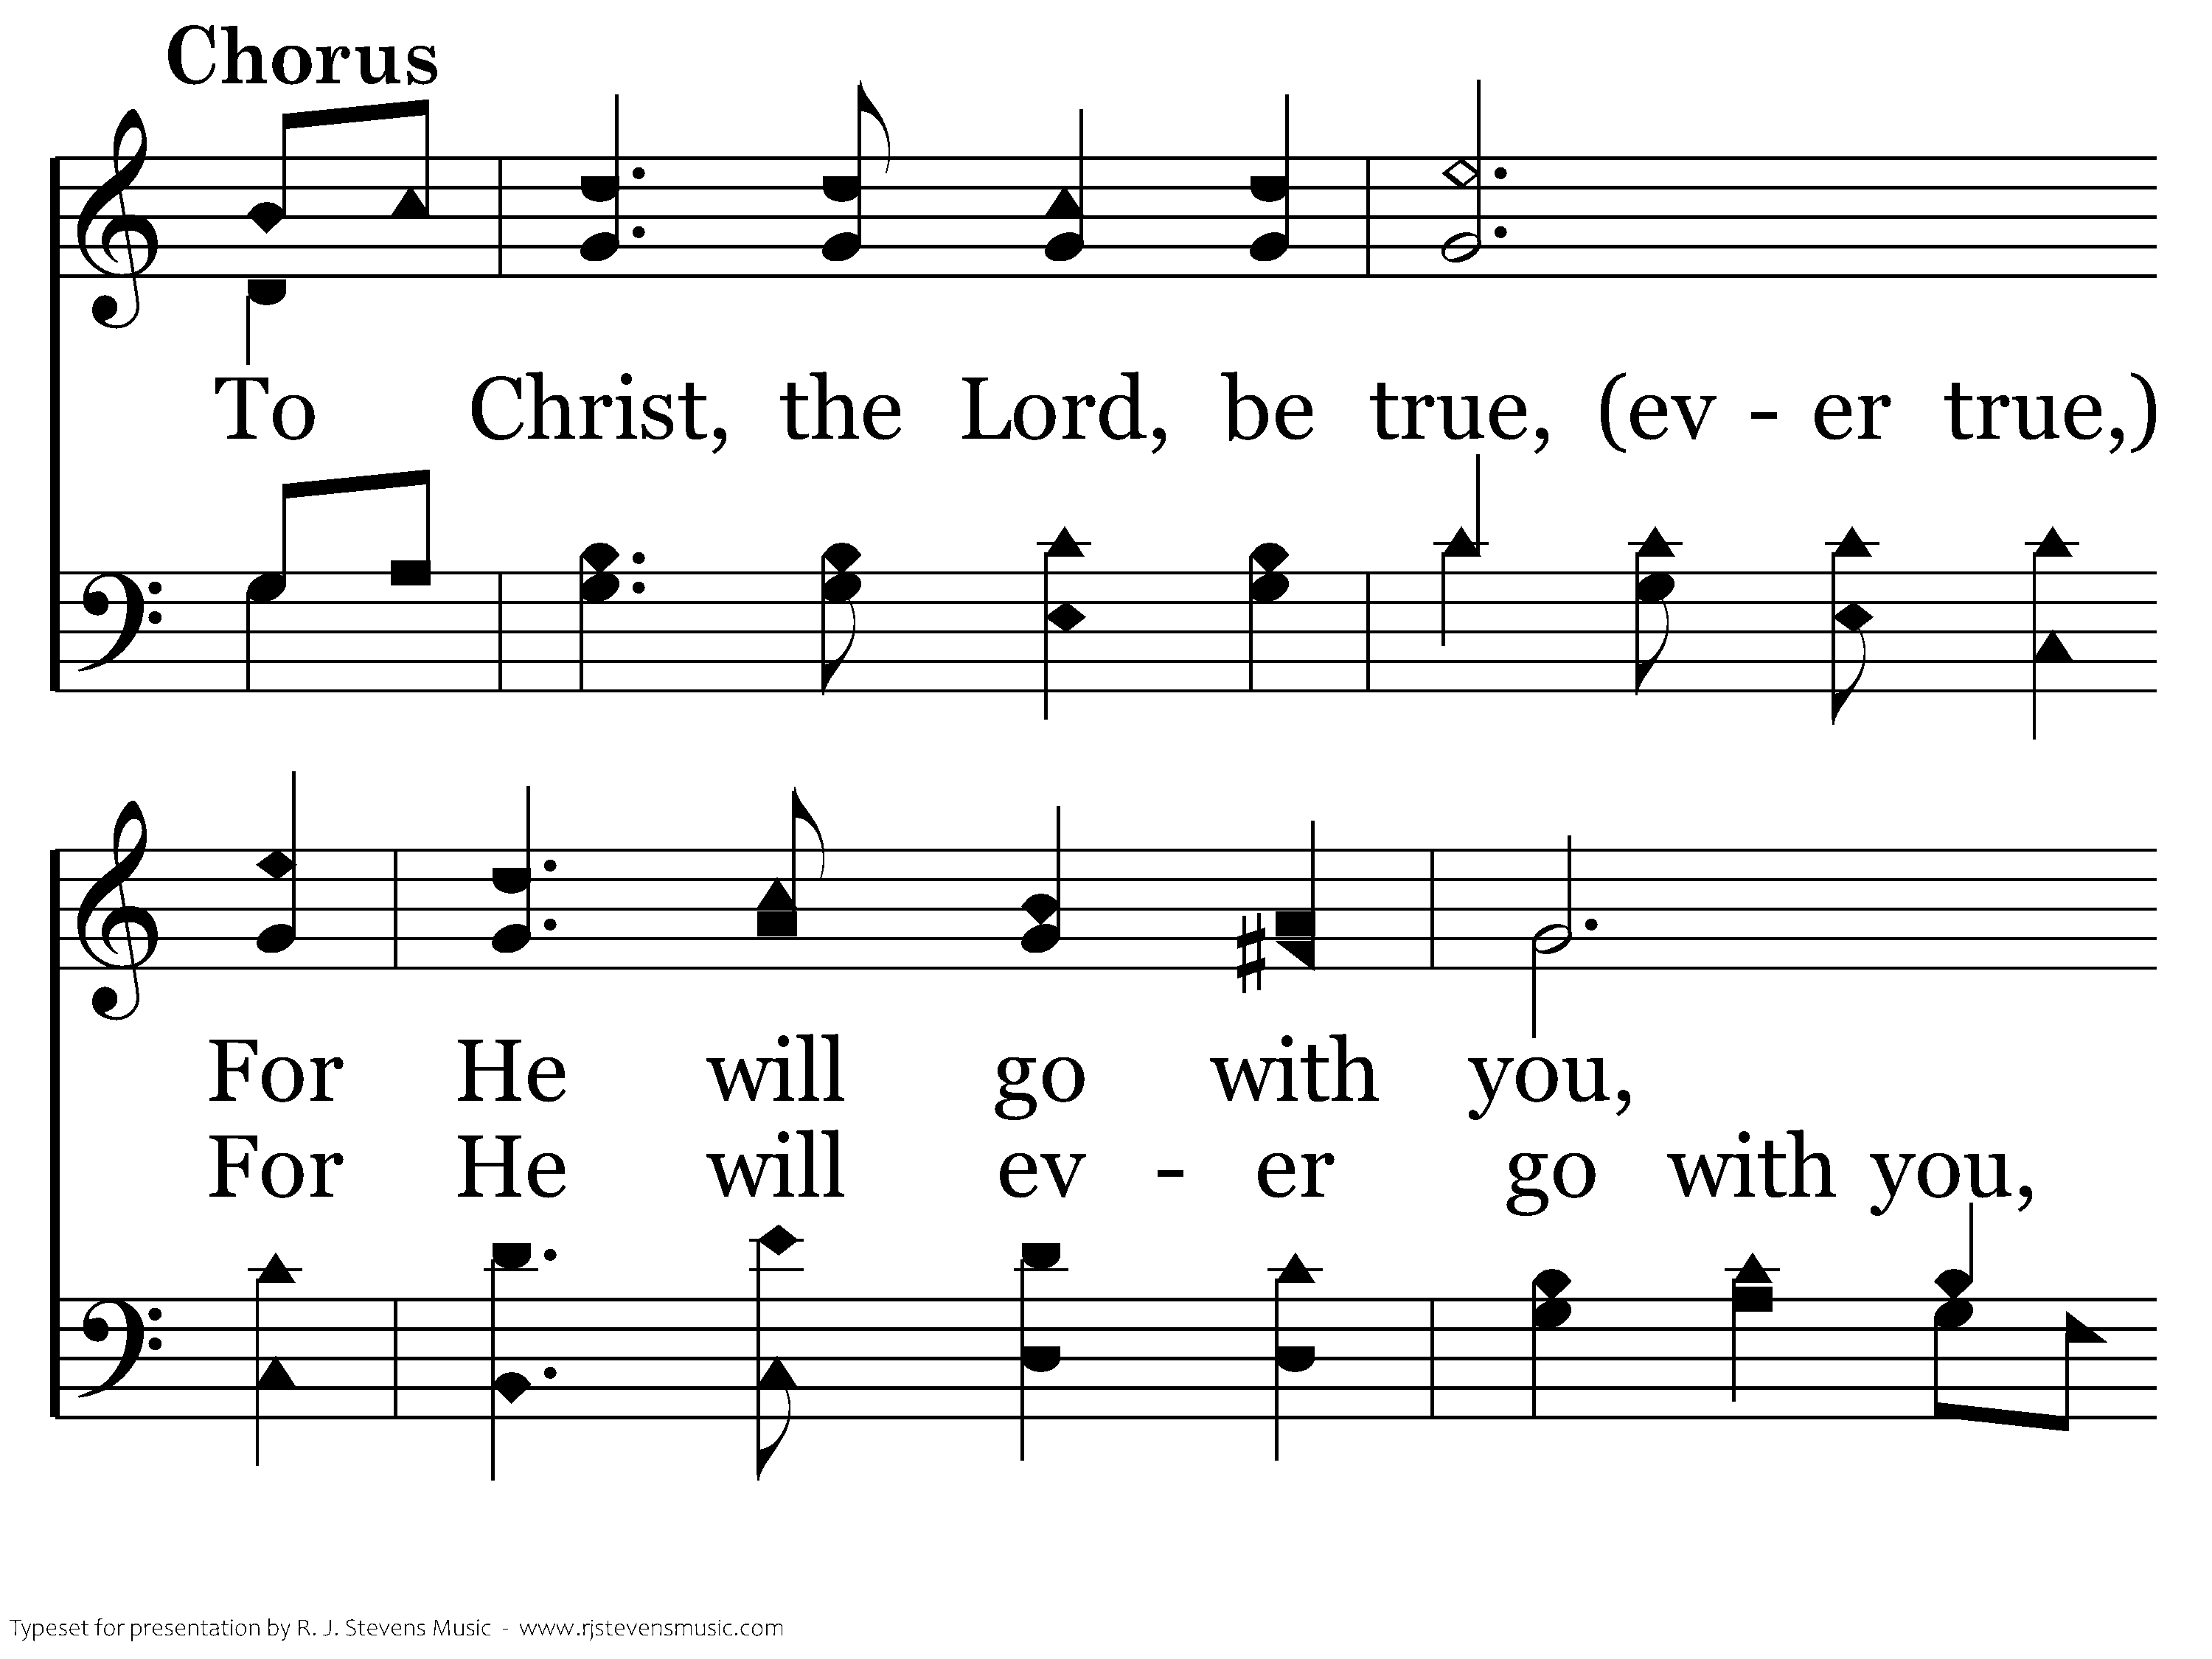 Chorus
To Christ, the Lord, be true, (ev - er true,)
For He will go with you,
For He will ev - er go with you,
Typeset for presentation by R. J. Stevens Music - www.rjstevensmusic.com